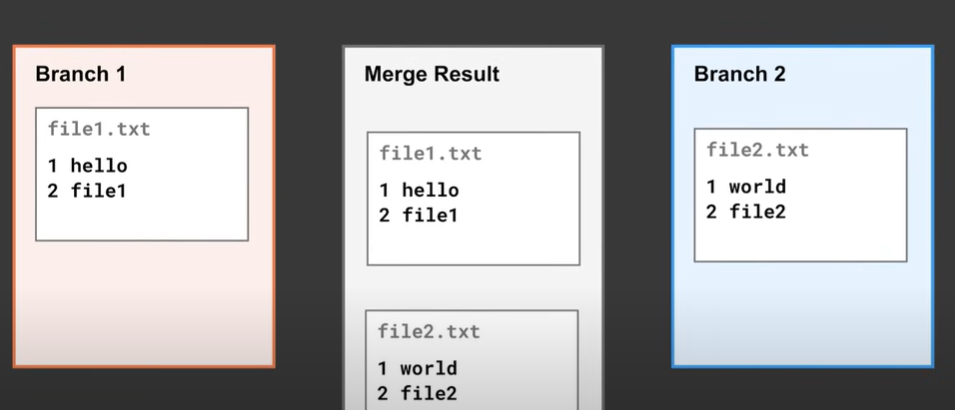 Branch 1
file1.txt
1 hello
2 file1
Merge Result
file1.txt
1 hello
2 file1
file2.txt
1 world
2 file2
Branch 2
file2.txt
1 world
2 file2